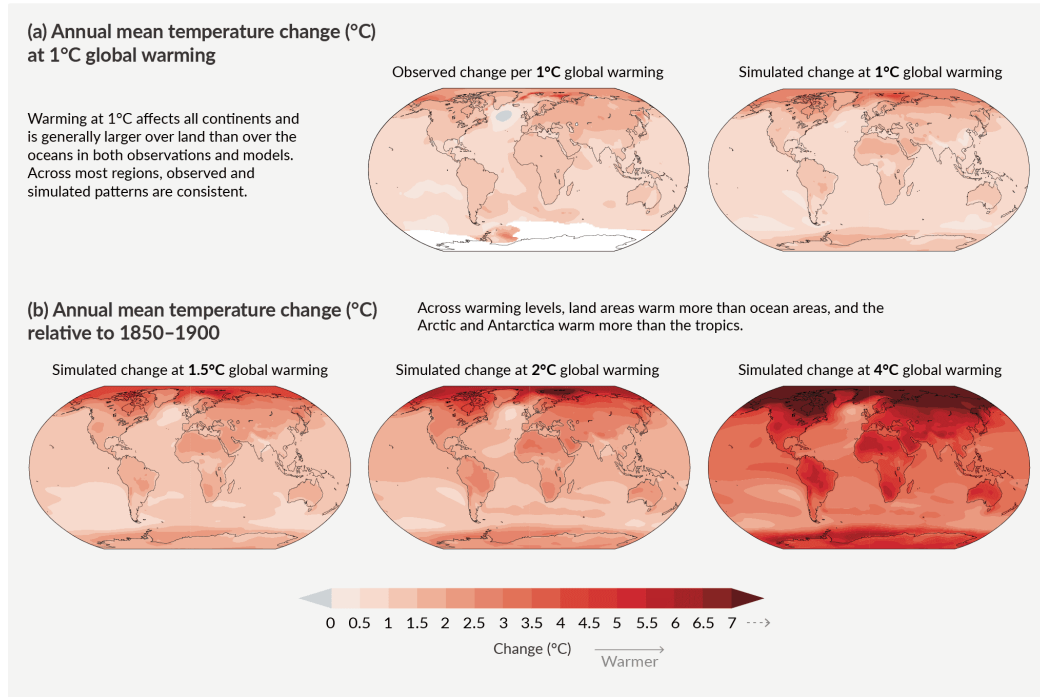 (a) Annual mean temperature change (°C)
at 1°C global warming
Warming at 1°C affects all continents and
is generally larger over land than over the
oceans in both observations and models.
Across most regions, observed and
simulated patterns are consistent.
Observed change per 1°C global warming
Simulated change at 1°C global warming
(b) Annual mean temperature change (°C)
relative to 1850–1900
Across warming levels, land areas warm more than ocean areas, and the
Arctic and Antarctica warm more than the tropics.
Simulated change at 1.5°C global warming
Simulated change at 2°C global warming
Simulated change at 4°C global warming
0 0.5 1 1.5 2 2.5 3 3.5 4 4.5 5 5.5 6 6.5 7
Change (°C)
Warmer